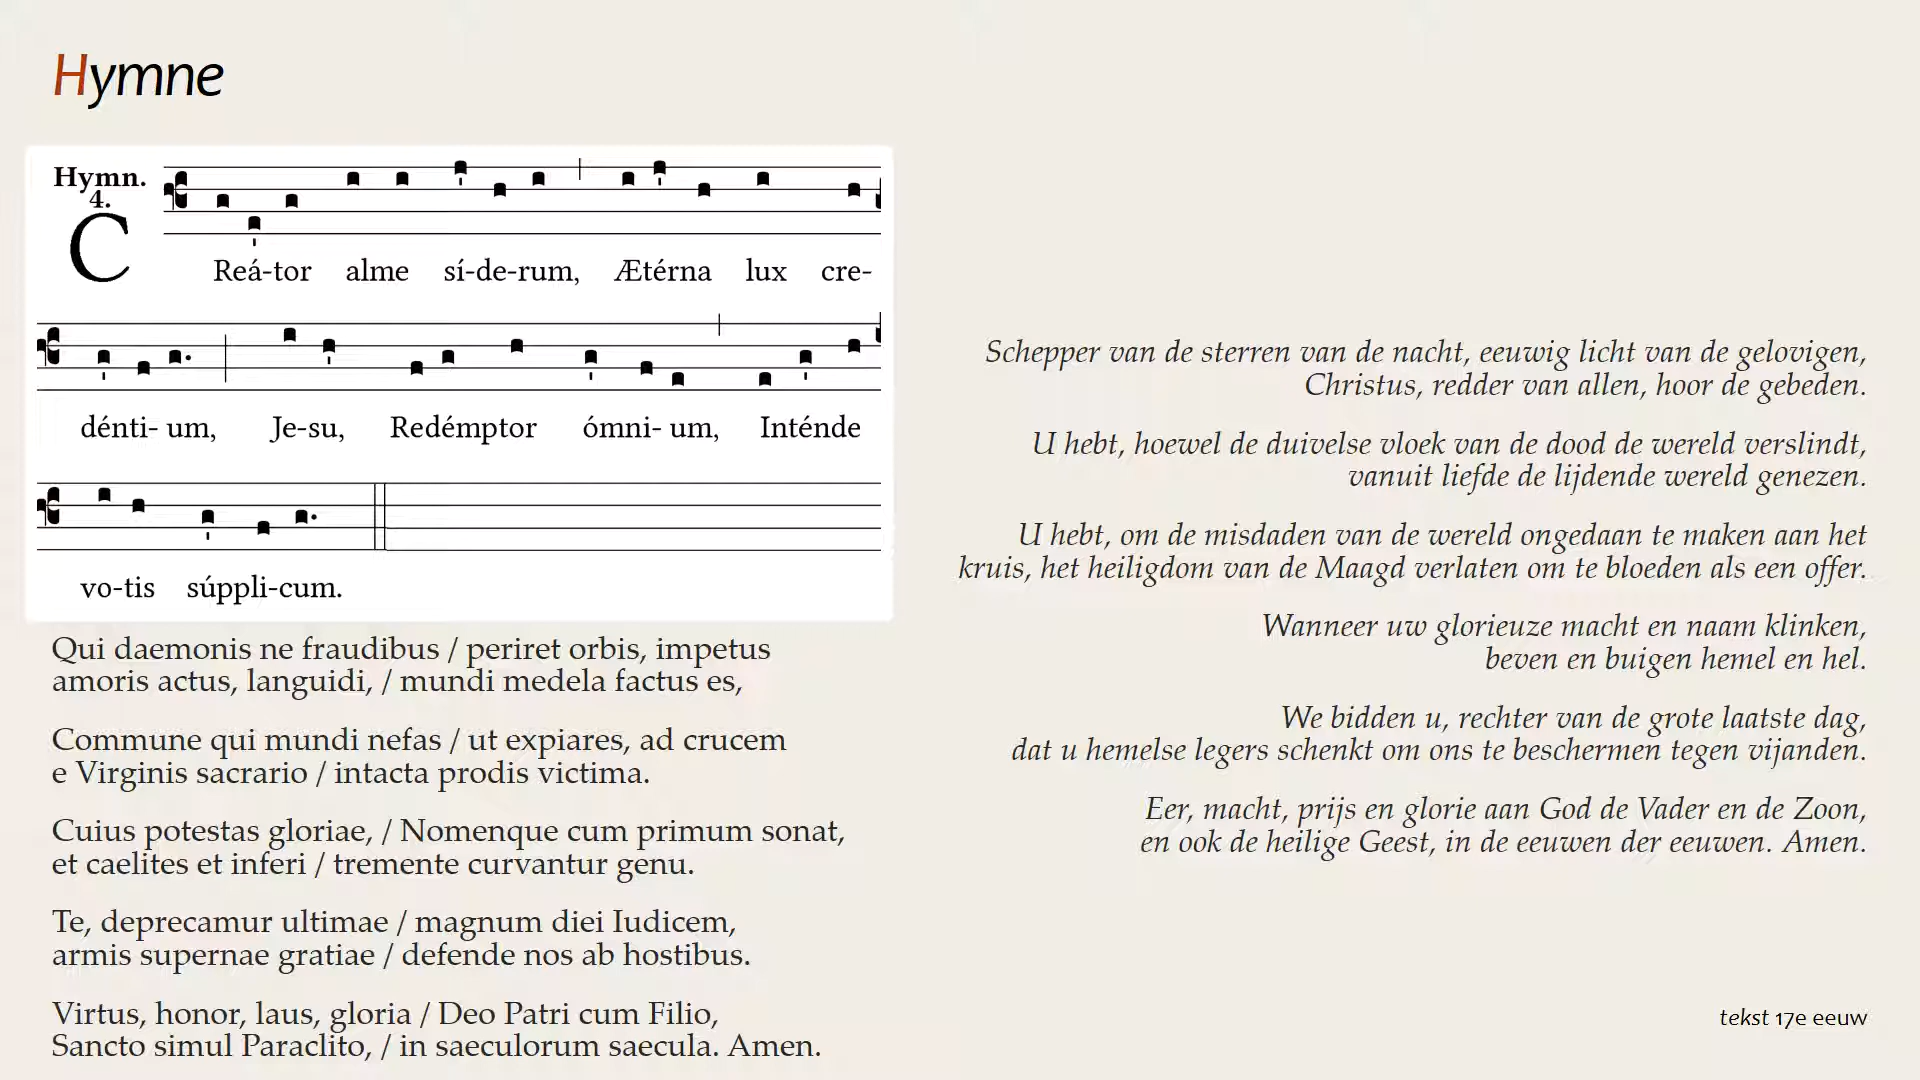 Hymne
Hymn.
4.
C
Reá-tor alme sí-de-rum, Ætérna lux cre-
dénti- um, Je-su, Redémptor ómni- um, Inténde
vo-tis súppli-cum.
Qui daemonis ne fraudibus / periret orbis, impetus
amoris actus, languidi, / mundi medela factus es,
Commune qui mundi nefas / ut expiares, ad crucem
e Virginis sacrario / intacta prodis victima.
Cuius potestas gloriae, / Nomenque cum primum sonat,
et caelites et inferi / tremente curvantur genu.
Te, deprecamur ultimae / magnum diei Iudicem,
armis supernae gratiae / defende nos ab hostibus.
Virtus, honor, laus, gloria / Deo Patri cum Filio,
Sancto simul Paraclito, / in saeculorum saecula. Amen.
Schepper van de sterren van de nacht, eeuwig licht van de gelovigen,
Christus, redder van allen, hoor de gebeden.
U hebt, hoewel de duivelse vloek van de dood de wereld verslindt,
vanuit liefde de lijdende wereld genezen.
U hebt, om de misdaden van de wereld ongedaan te maken aan het
kruis, het heiligdom van de Maagd verlaten om te bloeden als een offer.
Wanneer uw glorieuze macht en naam klinken,
beven en buigen hemel en hel.
We bidden u, rechter van de grote laatste dag,
dat u hemelse legers schenkt om ons te beschermen tegen vijanden.
Eer, macht, prijs en glorie aan God de Vader en de Zoon,
en ook de heilige Geest, in de eeuwen der eeuwen. Amen.
tekst 17e eeuw